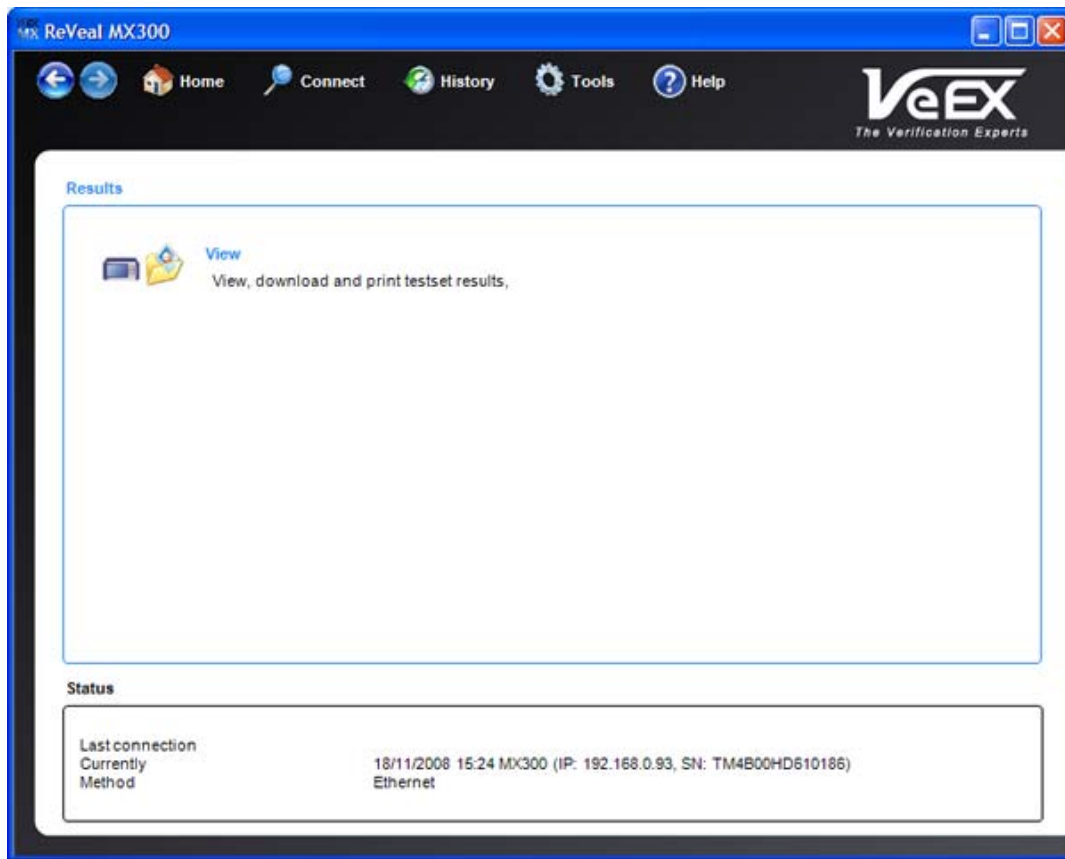 ReVeal MX300
Home Connect History Tools Help
VeEX
The Verification Experts
Results
View
View, download and print testset results,
Status
Last connection
Currently 18/11/2008 15:24 MX300 (IP: 192.168.0.93, SN: TM4B00HD610186)
Method Ethernet